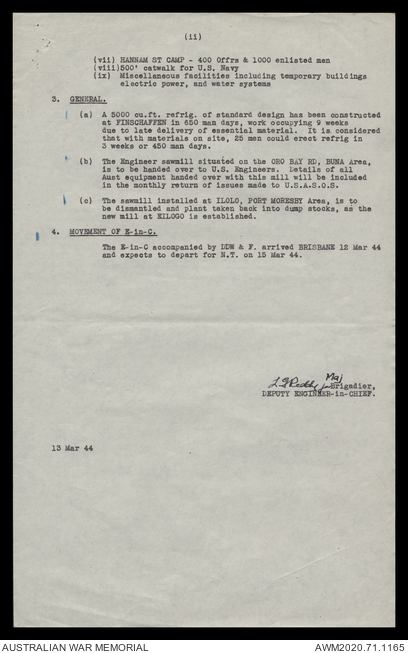 (ii)
(vii) HANNAM ST CAMP - 400 Offrs & 1000 enlisted men
(viii)500' catwalk for U.S. Navy
(ix) Miscellaneous facilities including temporary buildings
electric power, and water systems
3. GENERAL.
(a) A 5000 cu.ft. refrig. of standard design has been constructed
at FINSCHAFFEN in 650 man days, work occupying 9 weeks
due to late delivery of essential material. It is considered
that with materials on site, 25 men could erect refrig in
3 weeks or 450 man days.
(b) The Engineer sawmill situated on the ORO BAY RD, BUNA Area,
is to be handed over to U.S. Engineers. Details of all
Aust equipment handed over with this mill will be included
in the monthly return of issues made to U.S.A.S.O.S.
(c) The sawmill installed at ILOLO, PORT MORESBY Area, is to
be dismantled and plant taken back into dump stocks, as the
new mill at KILOGO is established.
4. MOVEMENT OF E-in-C.
The E-in-C accompanied by DDW & F. arrived BRISBANE 12 Mar 44
and expects to depart for N.T. on 15 Mar 44.
Maj
Brigadier,
DEPUTY ENGINEER-in-CHIEF.
13 Mar 44
AUSTRALIAN WAR MEMORIAL
AWM2020.71.1165